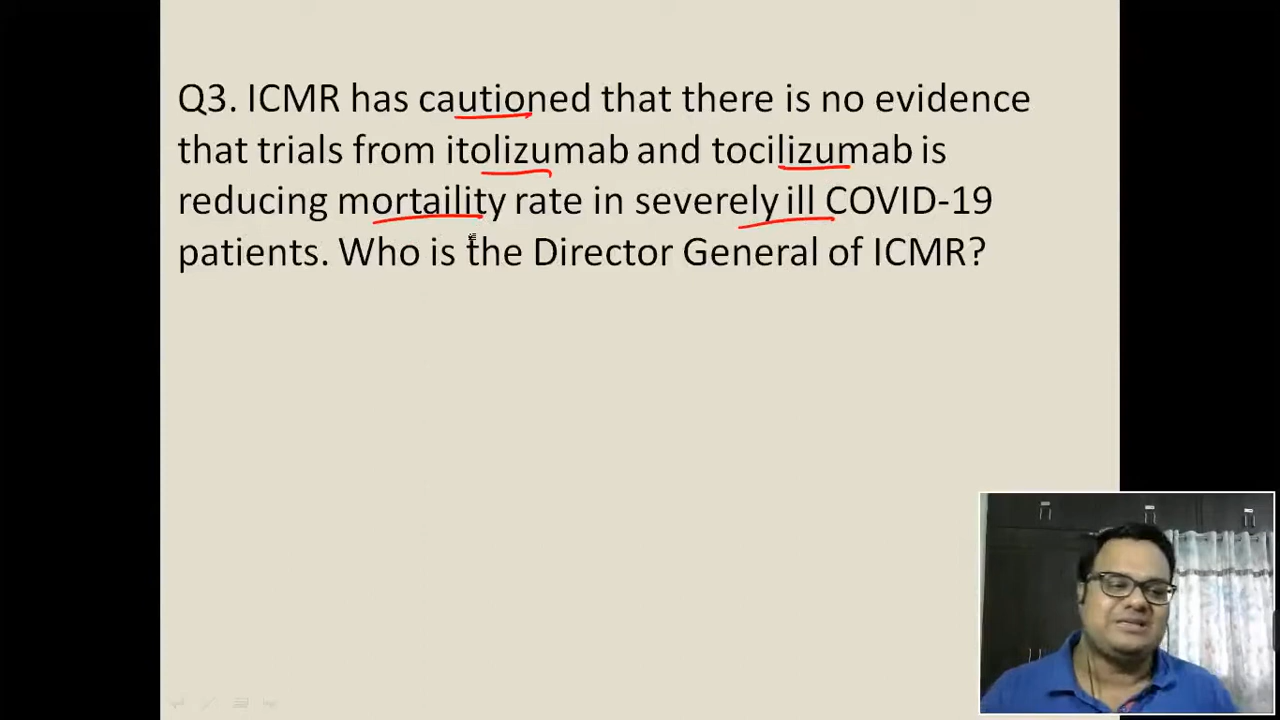 Q3. ICMR has cautioned that there is no evidence
that trials from itolizumab and tocilizumab is
reducing mortaility rate in severely ill COVID-19
patients. Who is the Director General of ICMR?